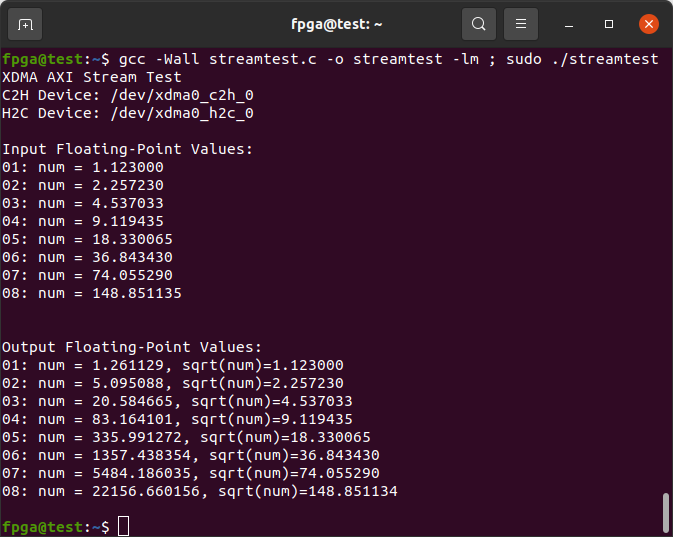 fpga@test: ~
fpga@test:~$ gcc -Wall streamtest.c -o streamtest -lm ; sudo ./streamtest
XDMA AXI Stream Test
C2H Device: /dev/xdma0_c2h_0
H2C Device: /dev/xdma0_h2c_0
Input Floating-Point Values:
01: num = 1.123000
02: num = 2.257230
03: num = 4.537033
04: num = 9.119435
05: num = 18.330065
06: num = 36.843430
07: num = 74.055290
08: num = 148.851135
Output Floating-Point Values:
01: num = 1.261129, sqrt(num)=1.123000
02: num = 5.095088, sqrt(num)=2.257230
03: num = 20.584665, sqrt(num)=4.537033
04: num = 83.164101, sqrt(num)=9.119435
05: num = 335.991272, sqrt(num)=18.330065
06: num = 1357.438354, sqrt(num)=36.843430
07: num = 5484.186035, sqrt(num)=74.055290
08: num = 22156.660156, sqrt(num)=148.851134
fpga@test:~$